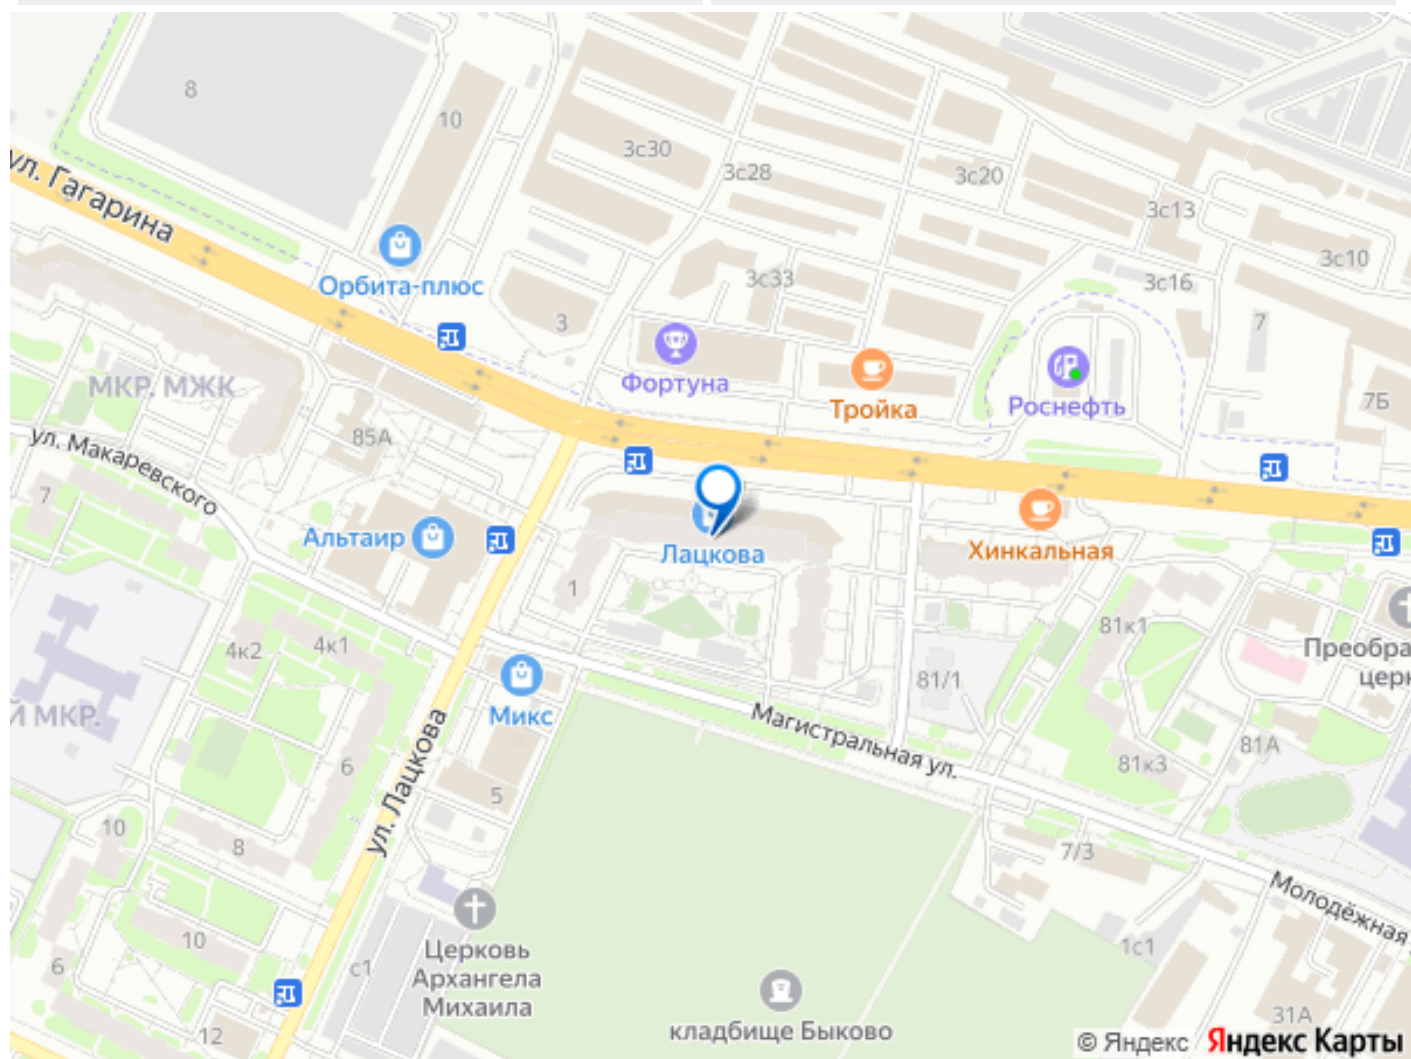 8
10
3с30
3с28
3с20
3с13
3с10
ул. Гагарина
Орбита-плюс
3с33
3с16
3
7
Фортуна
Тройка
Роснефть
7Б
МКР. МЖК
85А
ул. Макаревского
7
Альтаир
Лацкова
Хинкальная
1
4к2
4к1
81к1
Преобра
церк
81/1
Й МКР.
Микс
Магистральная ул.
81А
81к3
6
ул. Лацкова
5
10
8
7/3
Молодёжная
10
6
Церковь
Архангела
Михаила
с1
1с1
кладбище Быково
31А
12
© Яндекс Яндекс Карты